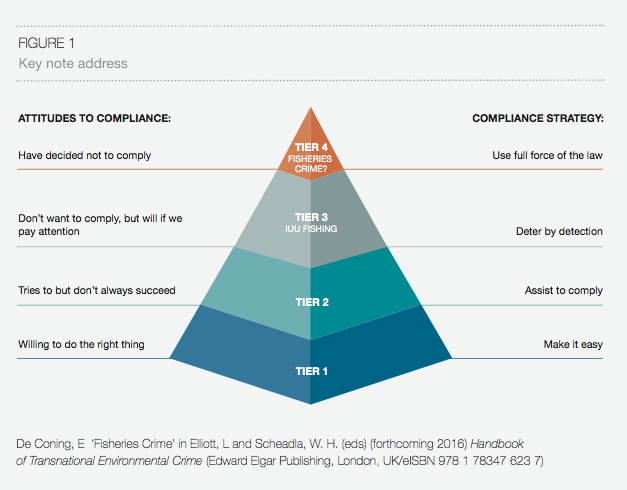 FIGURE 1
Key note address
ATTITUDES TO COMPLIANCE:
COMPLIANCE STRATEGY:
Have decided not to comply
TIER 4
FISHERIES
CRIME?
Use full force of the law
Don’t want to comply, but will if we
pay attention
TIER 3
IUU FISHING
Deter by detection
Tries to but don’t always succeed
TIER 2
Assist to comply
Willing to do the right thing
TIER 1
Make it easy
De Coning, E ‘Fisheries Crime’ in Elliott, L and Scheadla, W. H. (eds) (forthcoming 2016) Handbook
of Transnational Environmental Crime (Edward Elgar Publishing, London, UK/eISBN 978 1 78347 623 7)